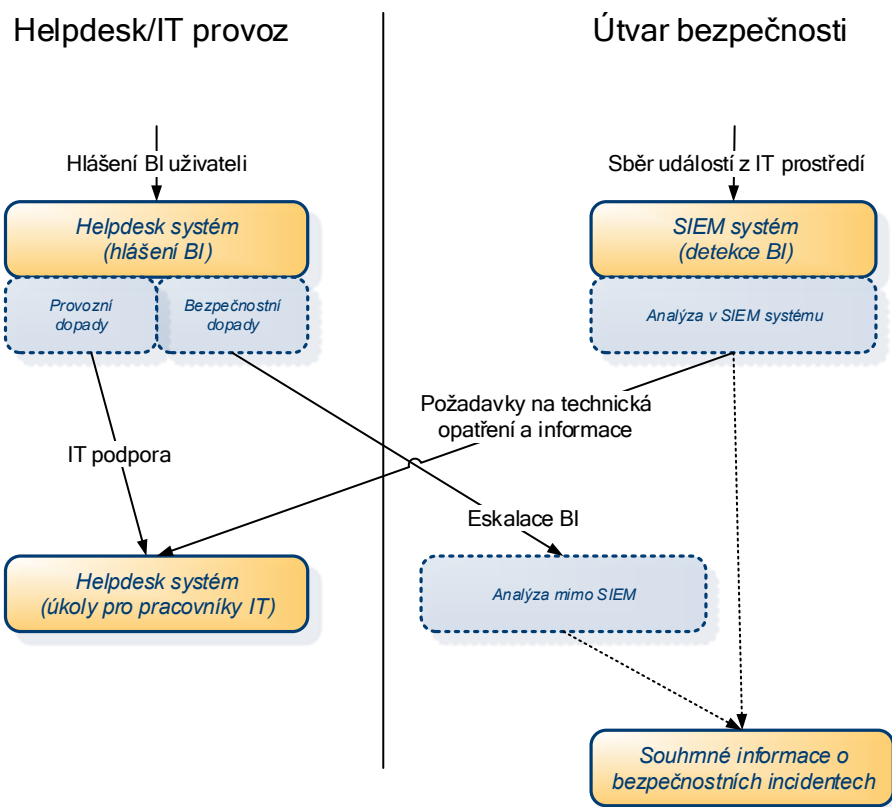 Helpdesk/IT provoz
Útvar bezpečnosti
Hlášení BI uživateli
Sběr událostí z IT prostředí
Helpdesk systém
(hlášení BI)
SIEM systém
(detekce BI)
Provozní
dopady
Bezpečnostní
dopady
Analýza v SIEM systému
Požadavky na technická
opatření a informace
IT podpora
Eskalace BI
Helpdesk systém
(úkoly pro pracovníky IT)
Analýza mimo SIEM
Souhrnné informace o
bezpečnostních incidentech